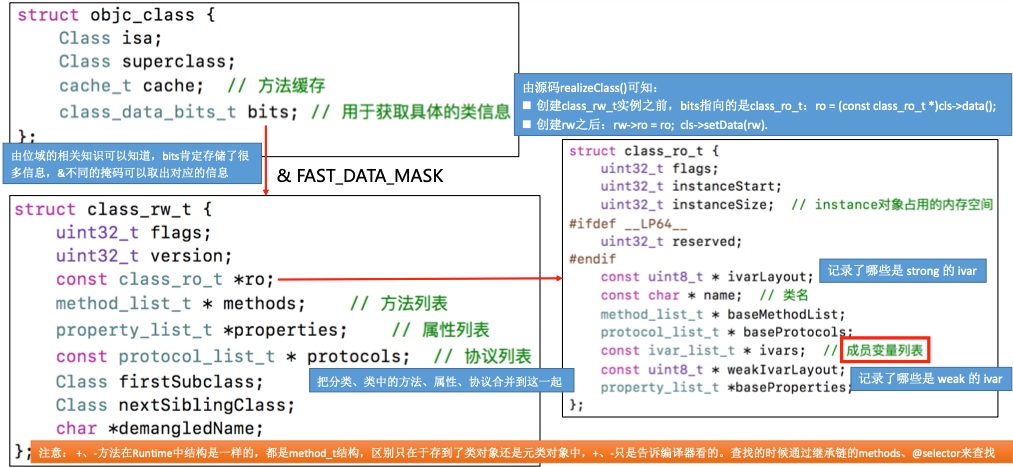 struct objc_class {
Class isa;
Class superclass;
cache_t cache; // 方法缓存
class_data_bits_t bits; // 用于获取具体的类信息
};
由源码realizeClass()可知：
■ 创建class_rw_t实例之前，bits指向的是class_ro_t：ro = (const class_ro_t *)cls->data();
■ 创建rw之后：rw->ro = ro; cls->setData(rw).
由位域的相关知识可以知道，bits肯定存储了很
多信息，&不同的掩码可以取出对应的信息
& FAST_DATA_MASK
struct class_rw_t {
uint32_t flags;
uint32_t version;
const class_ro_t *ro;
method_list_t * methods; // 方法列表
property_list_t *properties; // 属性列表
const protocol_list_t * protocols; // 协议列表
Class firstSubclass;
把分类、类中的方法、属性、协议合并到这一起
Class nextSiblingClass;
char *demangledName;
};
struct class_ro_t {
uint32_t flags;
uint32_t instanceStart;
uint32_t instanceSize; // instance对象占用的内存空间
#ifdef __LP64__
uint32_t reserved;
#endif
const uint8_t * ivarLayout;
记录了哪些是 strong 的 ivar
const char * name; // 类名
method_list_t * baseMethodList;
protocol_list_t * baseProtocols;
const ivar_list_t * ivars; // 成员变量列表
const uint8_t * weakIvarLayout;
记录了哪些是 weak 的 ivar
property_list_t *baseProperties;
};
注意： +、-方法在Runtime中结构是一样的，都是method_t结构，区别只在于存到了类对象还是元类对象中，+、-只是告诉编译器看的。查找的时候通过继承链的methods、@selector来查找